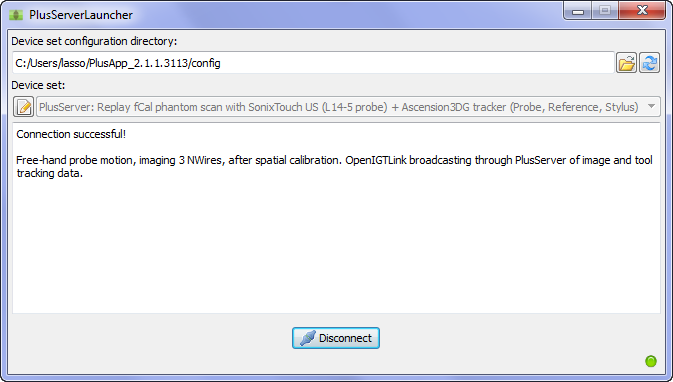 PlusServerLauncher
Device set configuration directory:
C:/Users/lasso/PlusApp_2.1.1.3113/config
Device set:
PlusServer: Replay fCal phantom scan with SonixTouch US (L14-5 probe) + Ascension3DG tracker (Probe, Reference, Stylus)
Connection successful!
Free-hand probe motion, imaging 3 NWires, after spatial calibration. OpenIGTLink broadcasting through PlusServer of image and tool
tracking data.
Disconnect